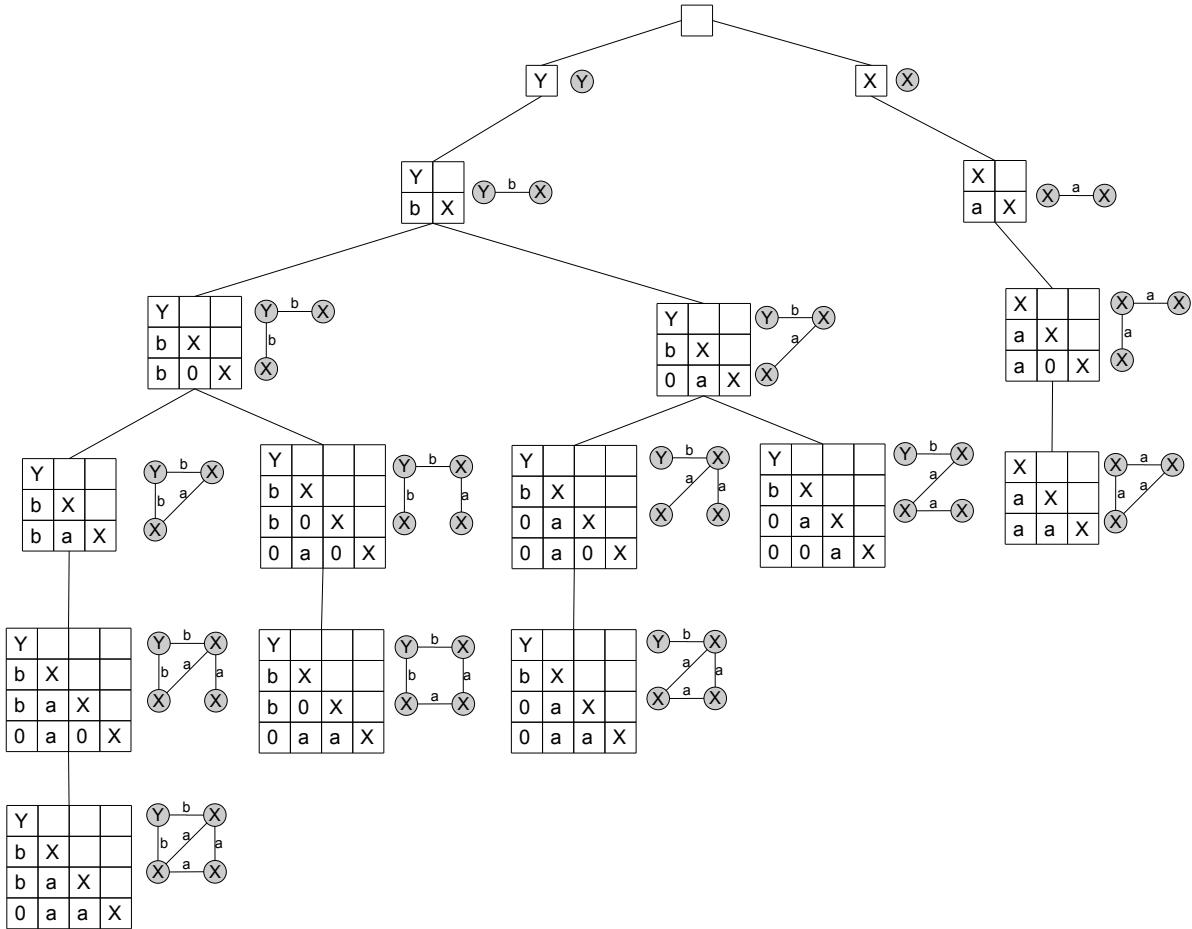 Y Y X X
Y
b X
Y b X
X
a X
X a X
Y
b X
b 0 X
Y b X
b
X
Y
b X
0 a X
Y b X
a
X
X
a X
a 0 X
X a X
a
X
Y
b X
b a X
Y b X
b a
X
Y
b X
b 0 X
0 a 0 X
Y b X
b a
X X
Y
b X
0 a X
0 a 0 X
Y b X
a a
X X
Y
b X
0 a X
0 0 a X
Y b X
a
X a X
X
a X
a a X
X a X
a a
X
Y
b X
b a X
0 a 0 X
Y b X
b a a
X X
Y
b X
b 0 X
0 a a X
Y b X
b a
X a X
Y
b X
0 a X
0 a a X
Y b X
a a
X a X
Y
b X
b a X
0 a a X
Y b X
b a a
X a X